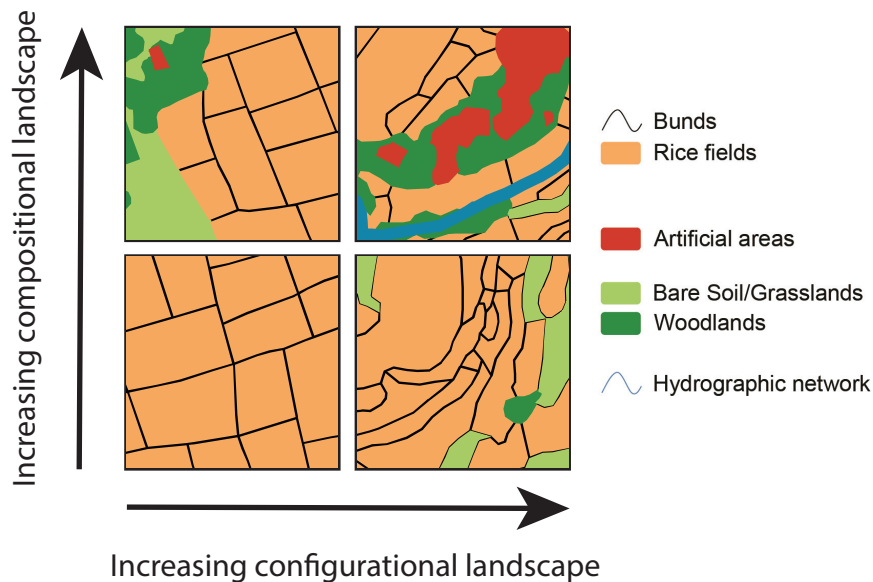 Increasing compositional landscape
Bunds
Rice fields
Artificial areas
Bare Soil/Grasslands
Woodlands
Hydrographic network
Increasing configurational landscape